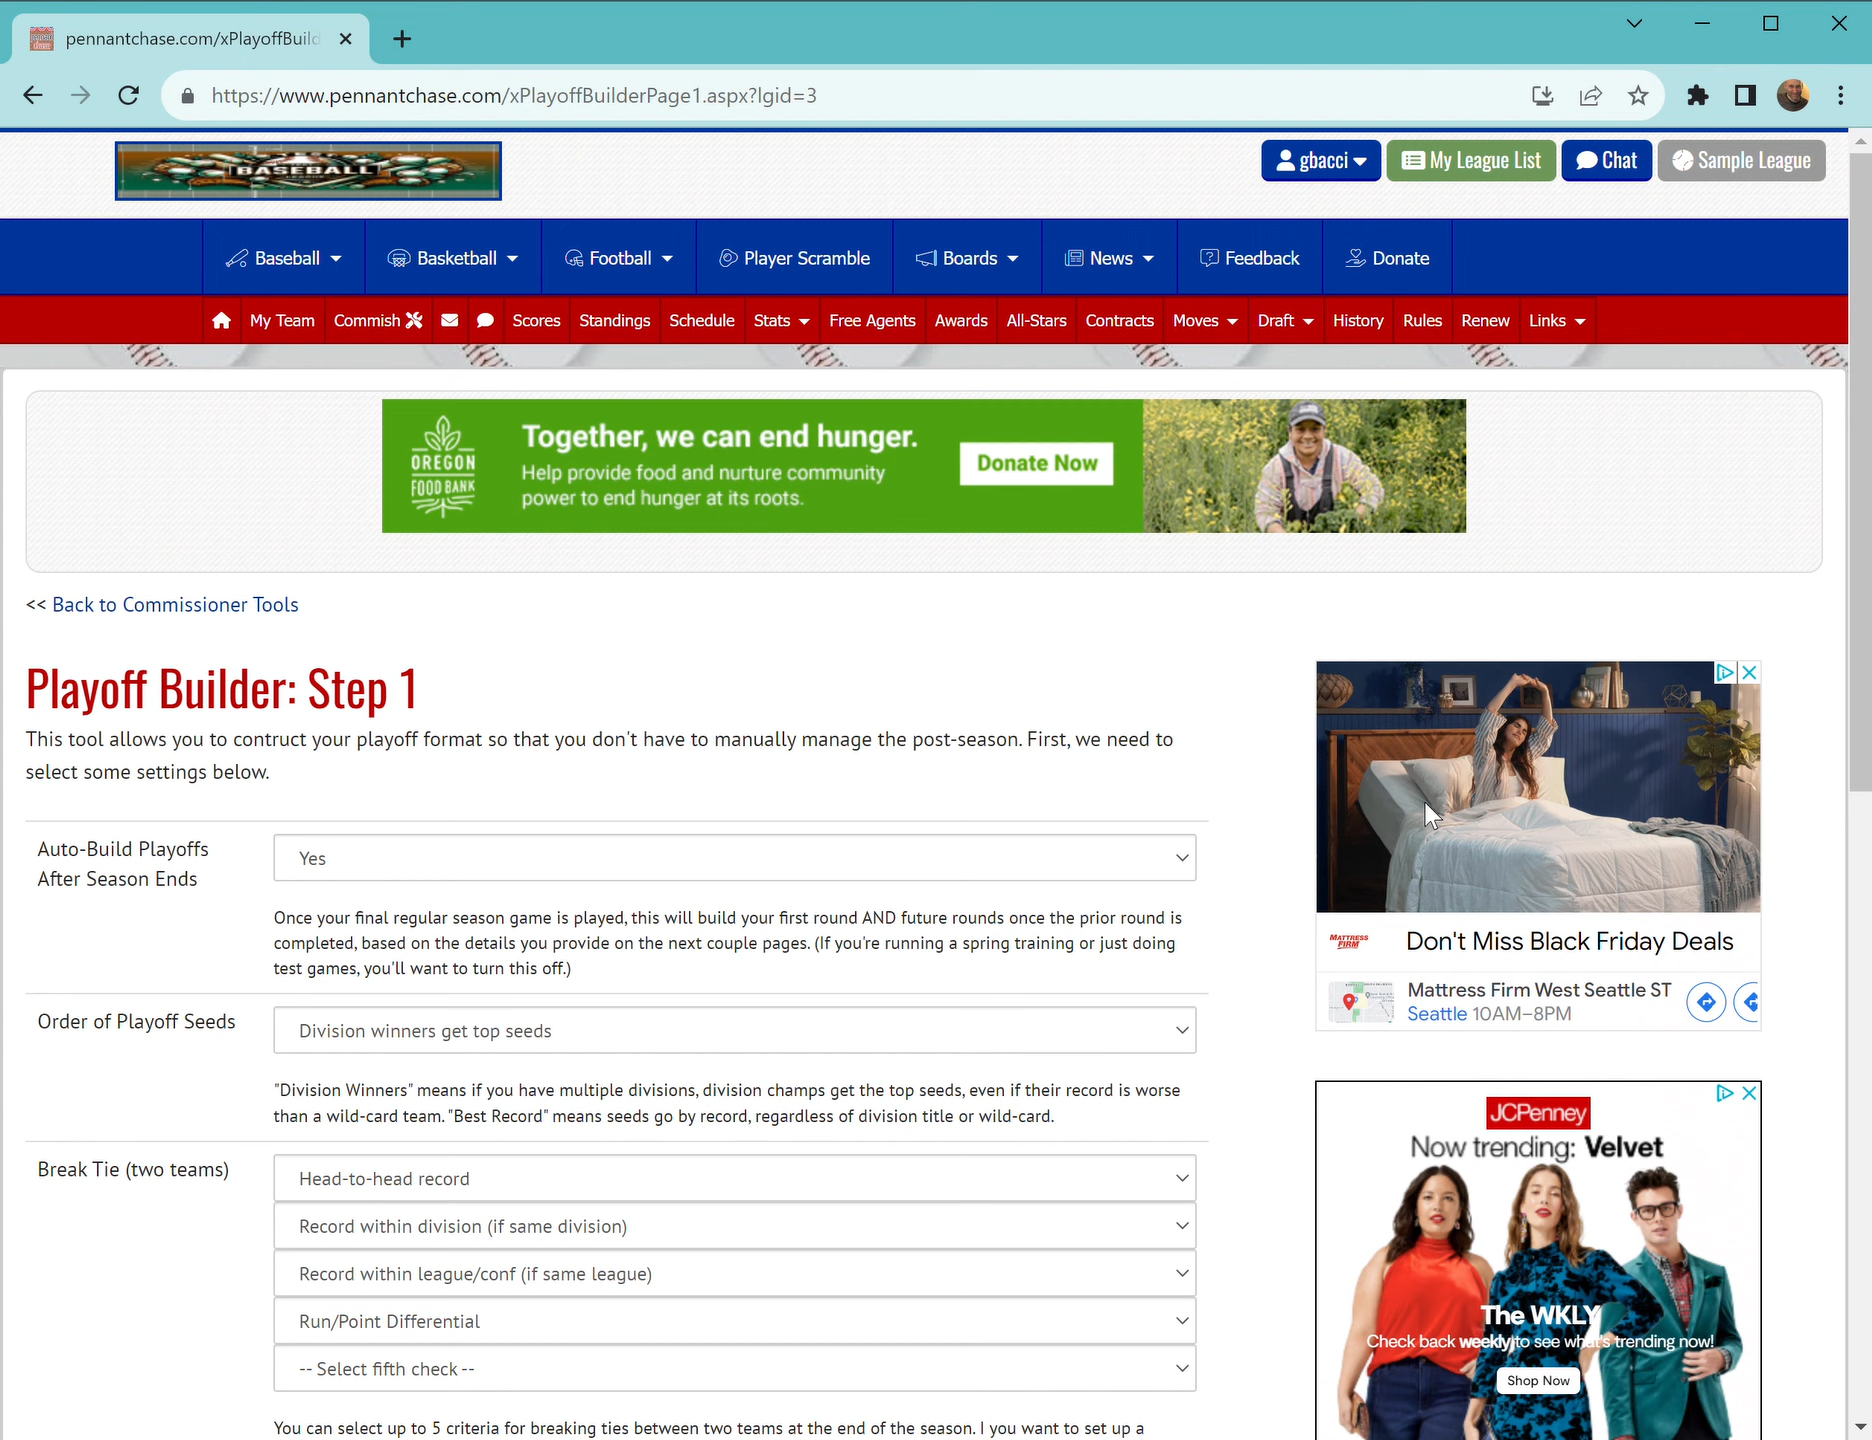 pennantchase.com/xPlayoffBuild
https://www.pennantchase.com/xPlayoffBuilderPage1.aspx?lgid=3
BASEBALL
gbacci
My League List
Chat
Sample League
Baseball
Basketball
Football
Player Scramble
Boards
News
Feedback
Donate
My Team
Commish
Scores
Standings
Schedule
Stats
Free Agents
Awards
All-Stars
Contracts
Moves
Draft
History
Rules
Renew
Links
OREGON
FOOD BANK
Together, we can end hunger.
Help provide food and nurture community
power to end hunger at its roots.
Donate Now
<< Back to Commissioner Tools
Playoff Builder: Step 1
This tool allows you to contruct your playoff format so that you don't have to manually manage the post-season. First, we need to
select some settings below.
Auto-Build Playoffs
After Season Ends
Yes
Once your final regular season game is played, this will build your first round AND future rounds once the prior round is
completed, based on the details you provide on the next couple pages. (If you're running a spring training or just doing
test games, you'll want to turn this off.)
Order of Playoff Seeds
Division winners get top seeds
"Division Winners" means if you have multiple divisions, division champs get the top seeds, even if their record is worse
than a wild-card team. "Best Record" means seeds go by record, regardless of division title or wild-card.
Break Tie (two teams)
Head-to-head record
Record within division (if same division)
Record within league/conf (if same league)
Run/Point Differential
-- Select fifth check --
You can select up to 5 criteria for breaking ties between two teams at the end of the season. I you want to set up a
MATTRESS
FIRM
Don't Miss Black Friday Deals
Mattress Firm West Seattle ST
Seattle 10AM–8PM
JCPenney
Now trending: Velvet
The WKLY
Check back weekly to see what's trending now!
Shop Now